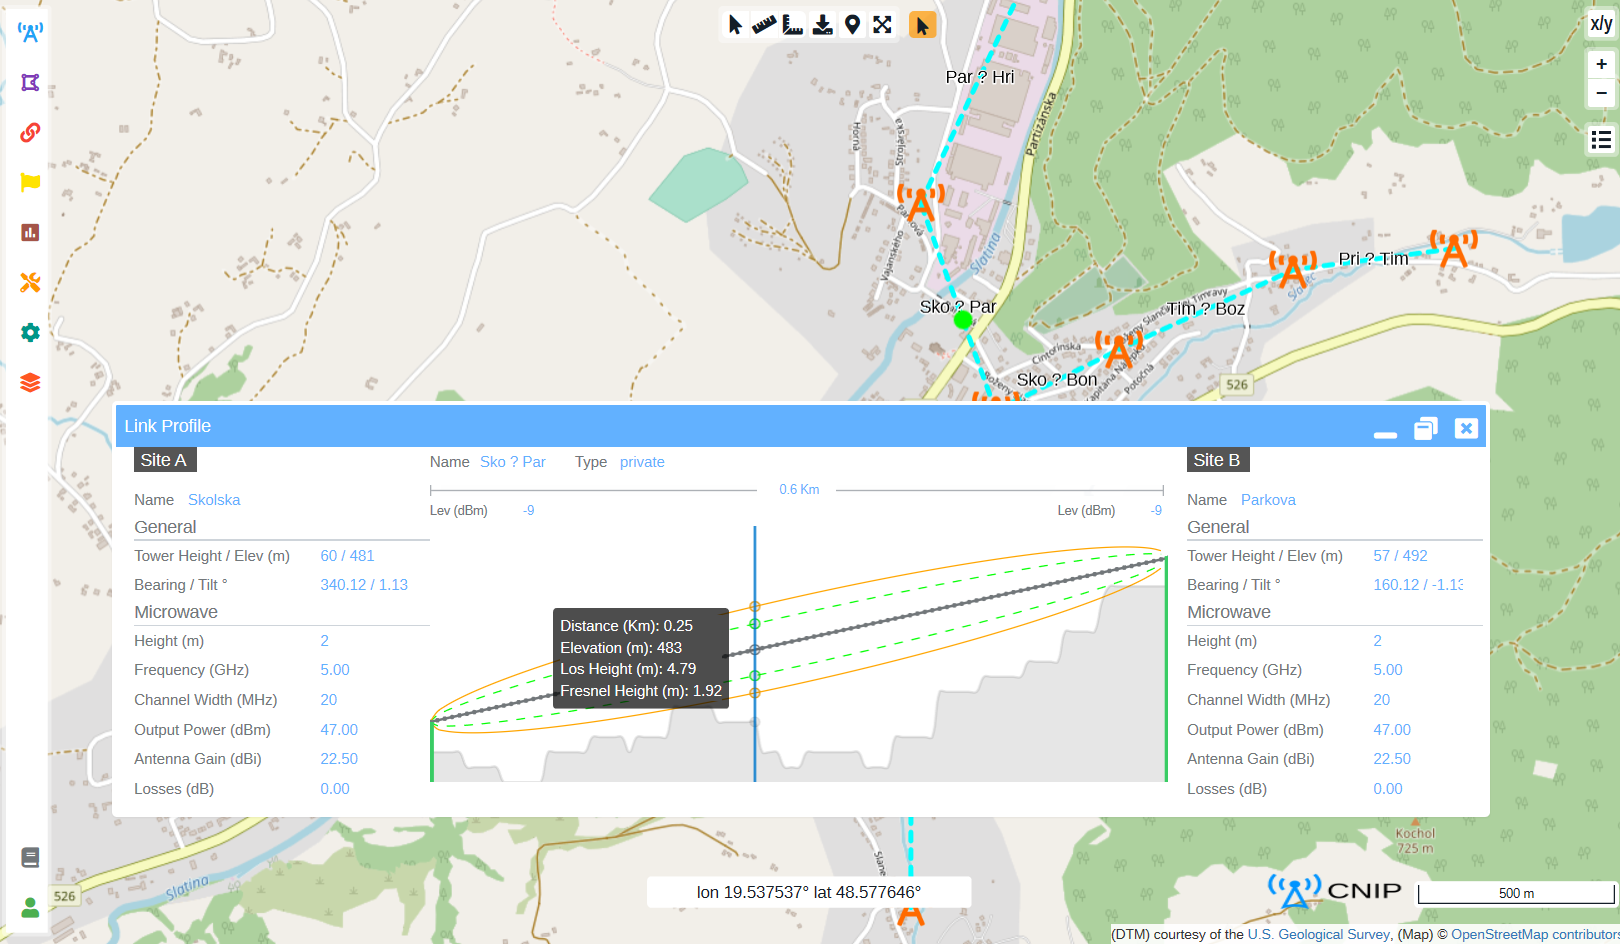 x/y
+
−
Par ? Hri
Partizánska
Horná
Strelárska
Parkova
Vajanského
Slatina
Sko ? Par
Pri ? Tim
Slatinec
Tim ? Boz
Cintorínska
Sko ? Bon
Potočná
526
Link Profile
Site A
Name Skolska
General
Tower Height / Elev (m) 60 / 481
Bearing / Tilt ° 340.12 / 1.13
Microwave
Height (m) 2
Frequency (GHz) 5.00
Channel Width (MHz) 20
Output Power (dBm) 47.00
Antenna Gain (dBi) 22.50
Losses (dB) 0.00
Name Sko ? Par Type private
0.6 Km
Lev (dBm) -9
Lev (dBm) -9
Distance (Km): 0.25
Elevation (m): 483
Los Height (m): 4.79
Fresnel Height (m): 1.92
Site B
Name Parkova
General
Tower Height / Elev (m) 57 / 492
Bearing / Tilt ° 160.12 / -1.13
Microwave
Height (m) 2
Frequency (GHz) 5.00
Channel Width (MHz) 20
Output Power (dBm) 47.00
Antenna Gain (dBi) 22.50
Losses (dB) 0.00
Kochol
725 m
Slane
Slatina
526
lon 19.537537° lat 48.577646°
CNIP
500 m
(DTM) courtesy of the U.S. Geological Survey, (Map) © OpenStreetMap contributors